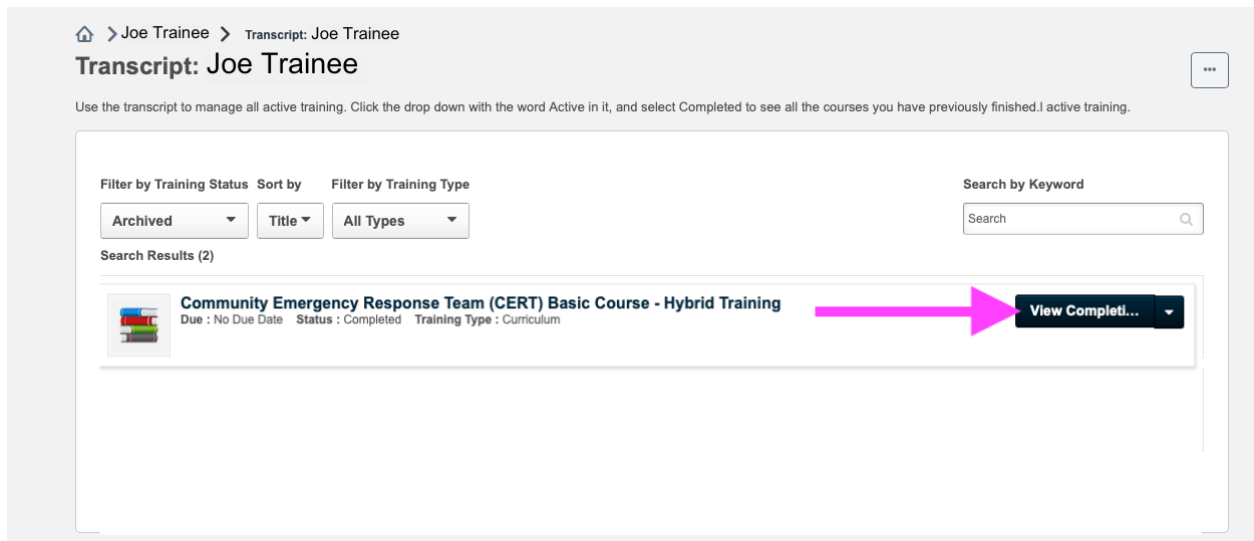 Joe Trainee Transcript: Joe Trainee
Transcript: Joe Trainee
...
Use the transcript to manage all active training. Click the drop down with the word Active in it, and select Completed to see all the courses you have previously finished.l active training.
Filter by Training Status Sort by Filter by Training Type Search by Keyword
Archived Title All Types Search
Search Results (2)
Community Emergency Response Team (CERT) Basic Course - Hybrid Training
Due : No Due Date Status : Completed Training Type : Curriculum
View Completi...